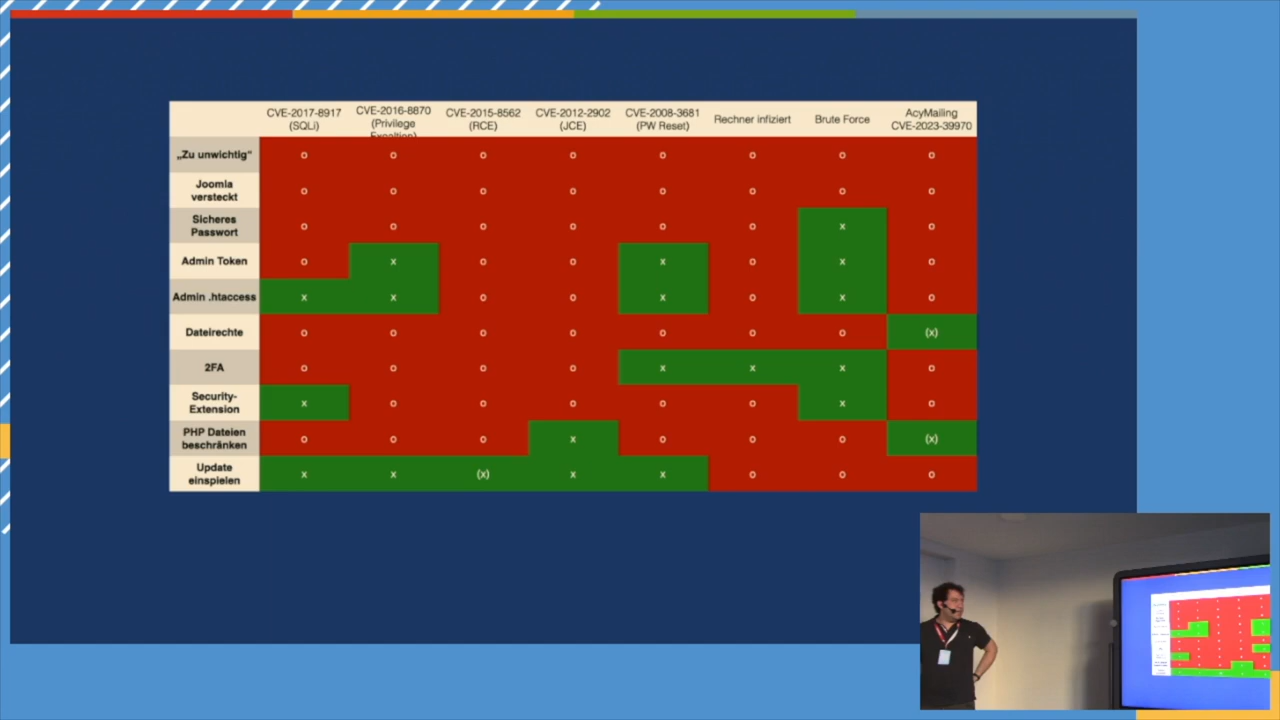 CVE-2017-8917 (SQLi) CVE-2016-8870 (Privilege CVE-2015-8562 (RCE) CVE-2012-2902 (JCE) CVE-2008-3681 (PW Reset) Rechner infiziert Brute Force AcyMailing CVE-2023-39970
„Zu unwichtig“ o o o o o o o o
Joomla versteckt o o o o o o o o
Sicheres Passwort o o o o o o x o
Admin Token o x o o x o x o
Admin .htaccess x x o o x o x o
Dateirechte o o o o o o o (x)
2FA o o o o x x x o
Security-Extension x o o o o o x o
PHP Dateien beschränken o o o x o o o (x)
Update einspielen x x (x) x x o o o